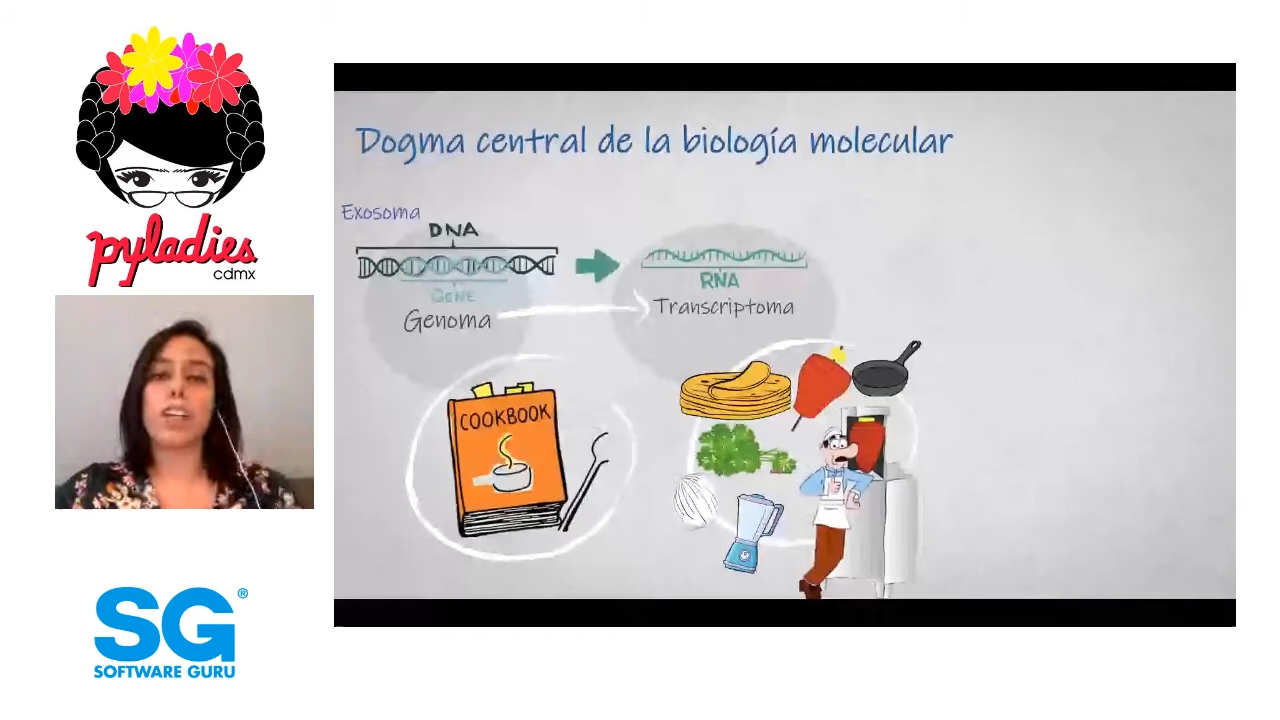 pyladies
cdmx
SG®
SOFTWARE GURU
Dogma central de la biología molecular
Exosoma
DNA
GENE
Genoma
RNA
Transcriptoma
COOKBOOK